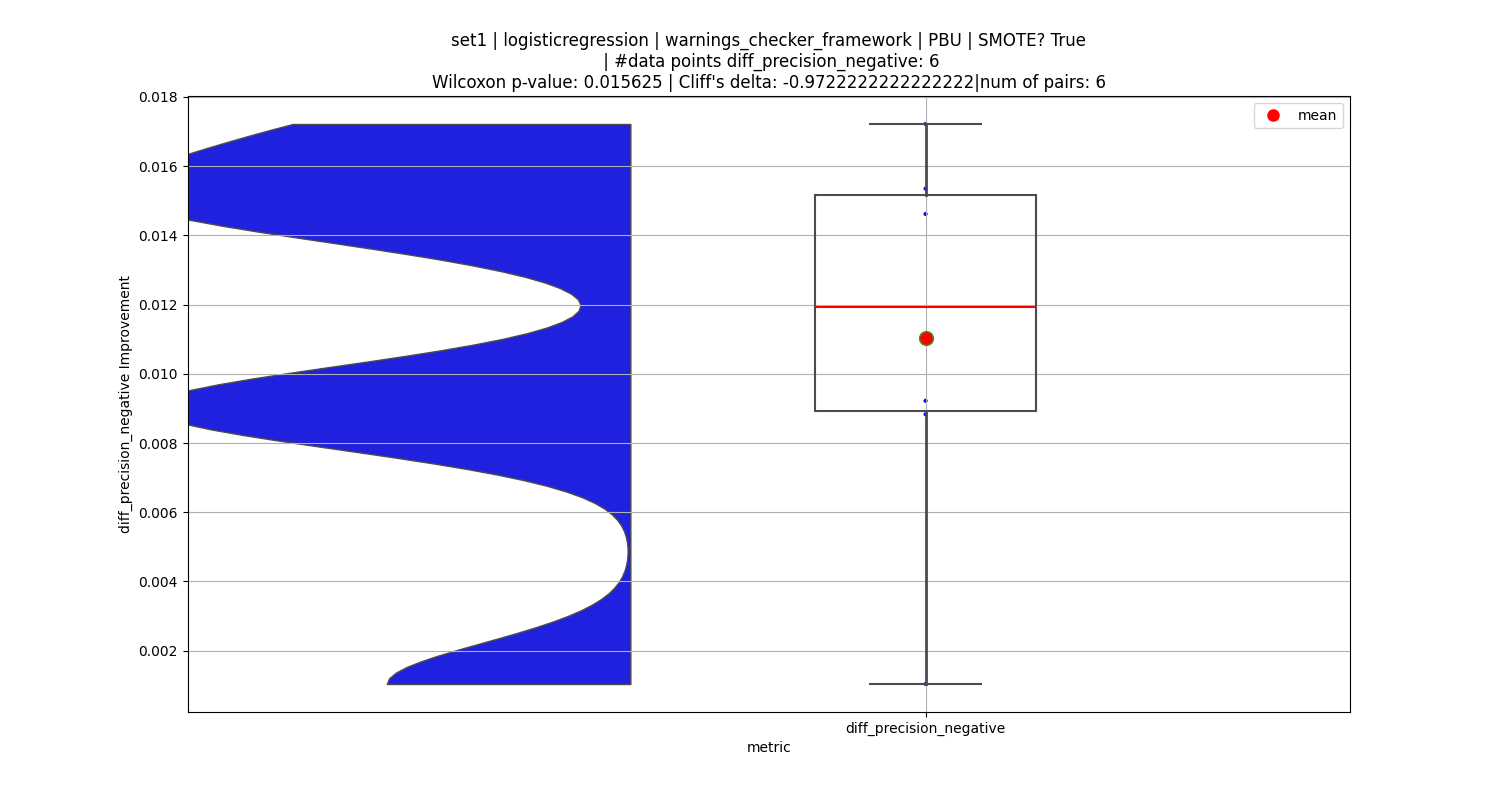 set1 | logisticregression | warnings_checker_framework | PBU | SMOTE? True
| #data points diff_precision_negative: 6
Wilcoxon p-value: 0.015625 | Cliff's delta: -0.9722222222222222|num of pairs: 6
mean
0.018
0.016
0.014
0.012
0.010
0.008
0.006
0.004
0.002
diff_precision_negative Improvement
diff_precision_negative
metric